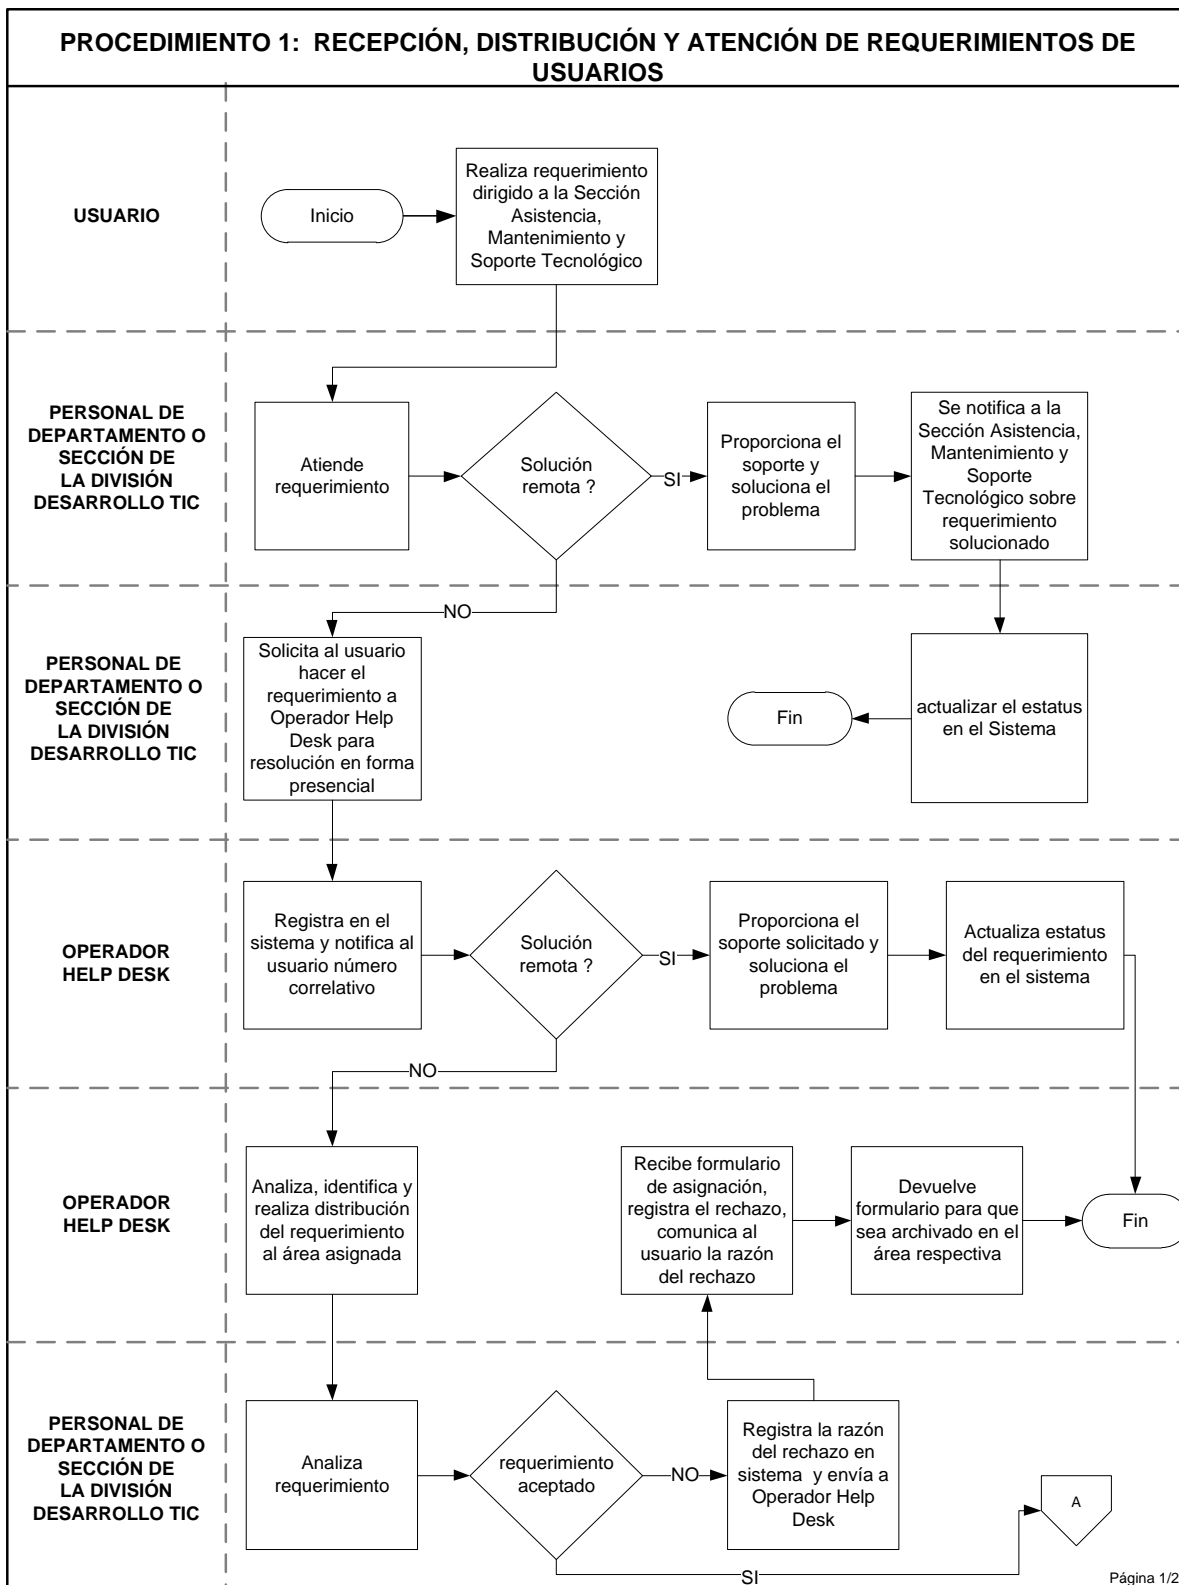 PROCEDIMIENTO 1:  RECEPCIÓN, DISTRIBUCIÓN Y ATENCIÓN DE REQUERIMIENTOS DE
USUARIOS
USUARIO
Inicio
Realiza requerimiento
dirigido a la Sección
Asistencia,
Mantenimiento y
Soporte Tecnológico
PERSONAL DE
DEPARTAMENTO O
SECCIÓN DE
LA DIVISIÓN
DESARROLLO TIC
Atiende
requerimiento
Solución
remota ?
SI
Proporciona el
soporte y
soluciona el
problema
Se notifica a la
Sección Asistencia,
Mantenimiento y
Soporte
Tecnológico sobre
requerimiento
solucionado
NO
PERSONAL DE
DEPARTAMENTO O
SECCIÓN DE
LA DIVISIÓN
DESARROLLO TIC
Solicita al usuario
hacer el
requerimiento a
Operador Help
Desk para
resolución en forma
presencial
Fin
actualizar el estatus
en el Sistema
OPERADOR
HELP DESK
Registra en el
sistema y notifica al
usuario número
correlativo
Solución
remota ?
SI
Proporciona el
soporte solicitado y
soluciona el
problema
Actualiza estatus
del requerimiento
en el sistema
NO
OPERADOR
HELP DESK
Analiza, identifica y
realiza distribución
del requerimiento
al área asignada
Recibe formulario
de asignación,
registra el rechazo,
comunica al
usuario la razón
del rechazo
Devuelve
formulario para que
sea archivado en el
área respectiva
Fin
PERSONAL DE
DEPARTAMENTO O
SECCIÓN DE
LA DIVISIÓN
DESARROLLO TIC
Analiza
requerimiento
requerimiento
aceptado
NO
Registra la razón
del rechazo en
sistema  y envía a
Operador Help
Desk
A
SI
Página 1/2